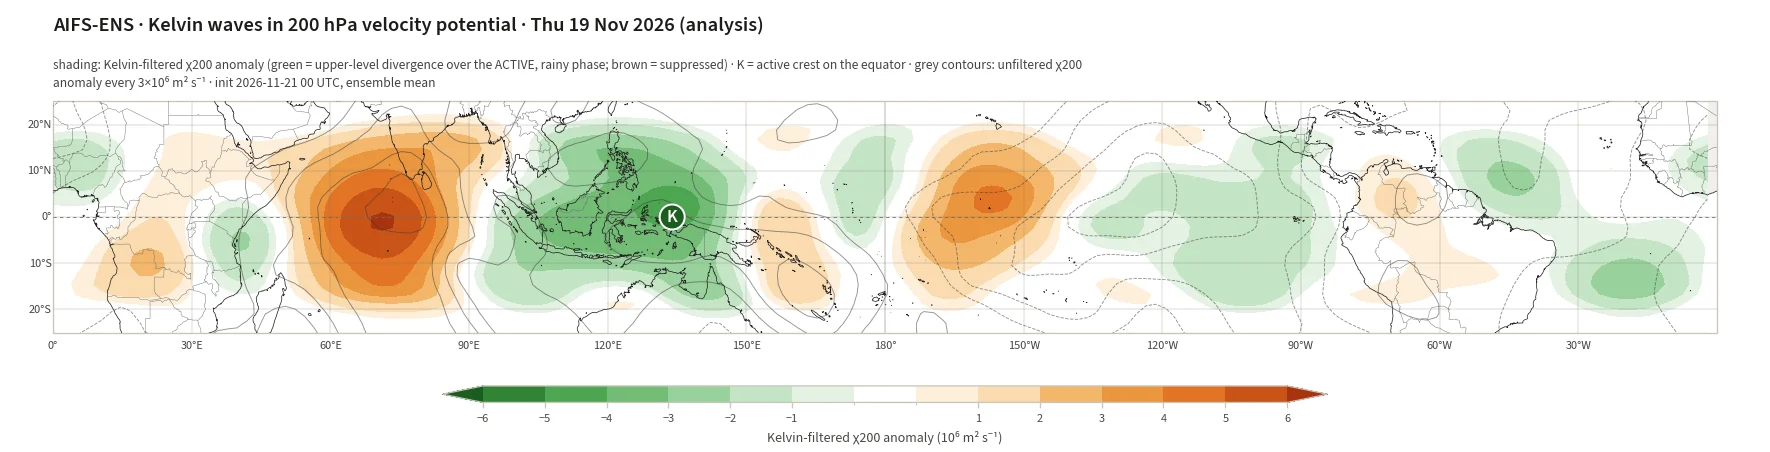 AIFS-ENS · Kelvin waves in 200 hPa velocity potential · Thu 19 Nov 2026 (analysis)
shading: Kelvin-filtered χ200 anomaly (green = upper-level divergence over the ACTIVE, rainy phase; brown = suppressed) · K = active crest on the equator · grey contours: unfiltered χ200
anomaly every 3×10⁶ m² s⁻¹ · init 2026-11-21 00 UTC, ensemble mean
20°N
10°N
0°
10°S
20°S
K
0° 30°E 60°E 90°E 120°E 150°E 180° 150°W 120°W 90°W 60°W 30°W
−6 −5 −4 −3 −2 −1 1 2 3 4 5 6
Kelvin-filtered χ200 anomaly (10⁶ m² s⁻¹)